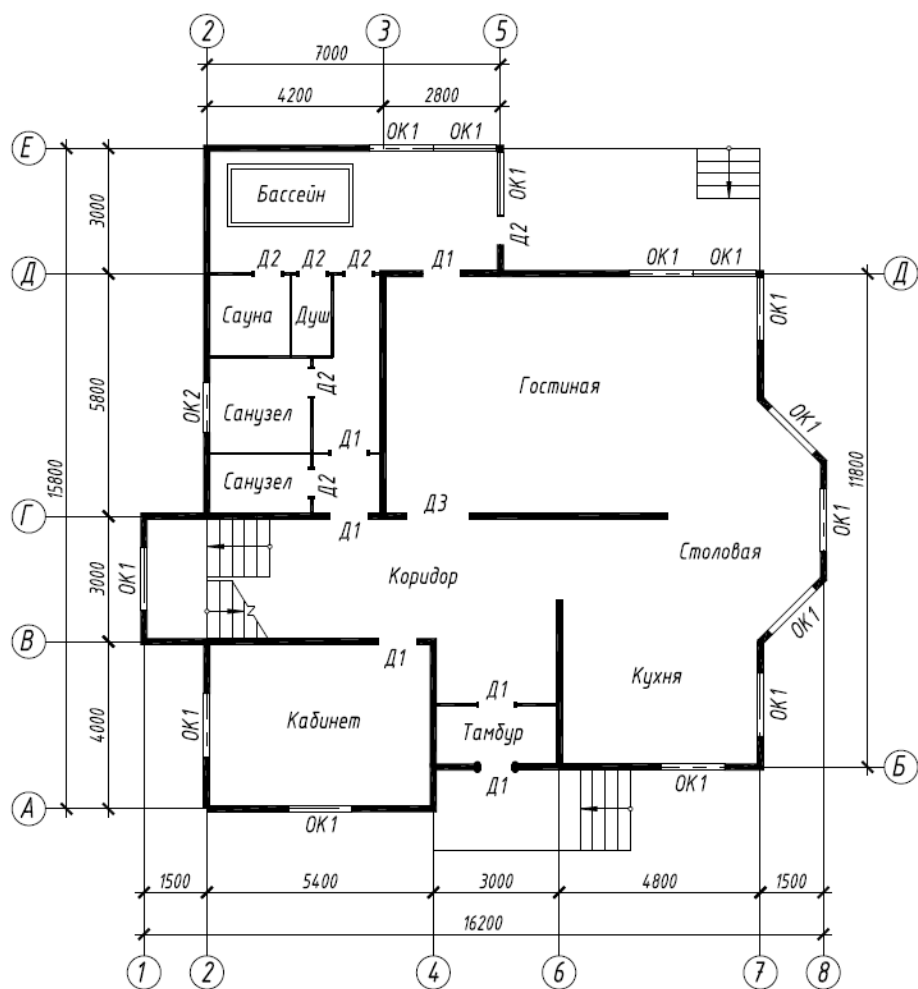 2 3 5
7000
4200 2800
ОК1 ОК1
Е
Бассейн
ОК1
3000
Д2
Д2 Д2 Д2 Д1
ОК1 ОК1
Д Д
Сауна Душ
ОК1
Гостиная
Д2
ОК2
Санузел
ОК1
5800
15800
11800
Д1
Санузел
Д2
ОК1
Г
Д1
Д3
Столовая
Коридор
ОК1
3000
ОК1
В
Д1
Кухня
ОК1
Д1
Кабинет
Тамбур
ОК1
4000
Д1
ОК1
Б
А
ОК1
1500 5400 3000 4800 1500
16200
1 2 4 6 7 8